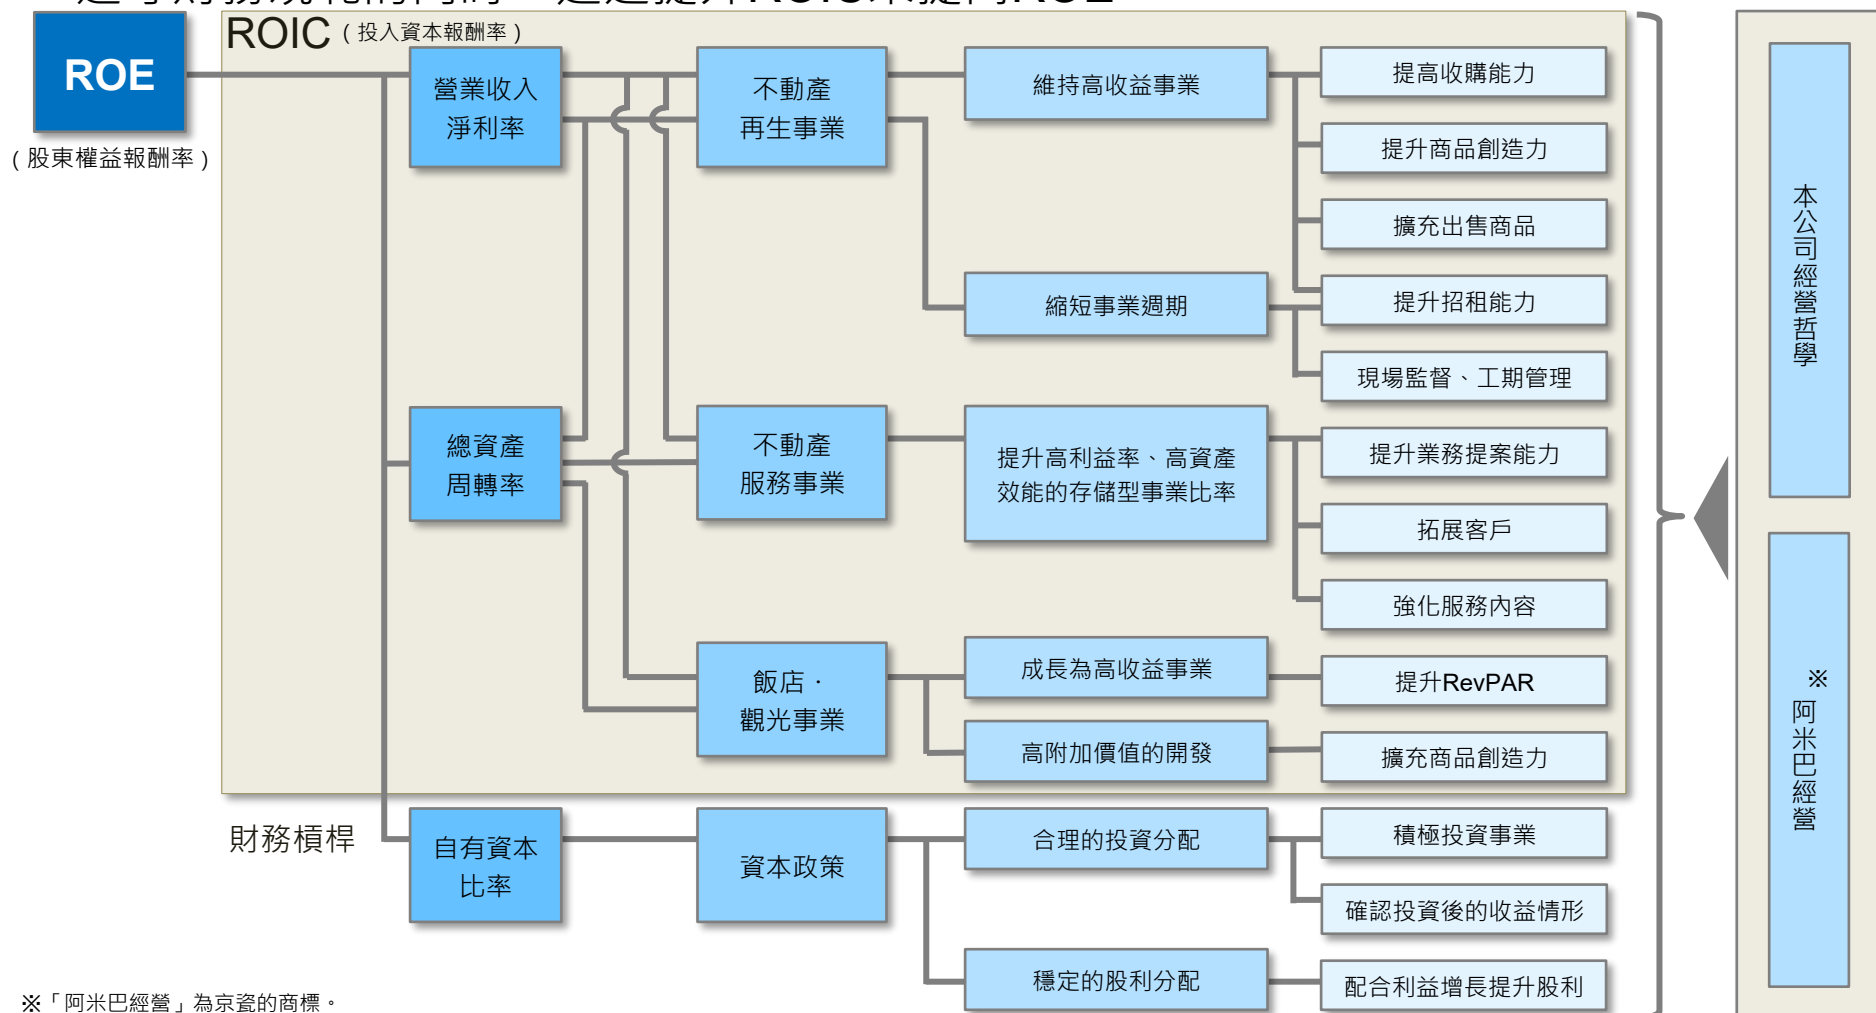 ROIC來提高ROE
ROE
(股東權益報酬率)
ROIC(投入資本報酬率)
營業收入
淨利率
總資產
周轉率
不動產
再生事業
不動產
服務事業
飯店・
觀光事業
維持高收益事業
縮短事業週期
提升高利益率、高資產
效能的存儲型事業比率
成長為高收益事業
高附加價值的開發
提高收購能力
提升商品創造力
擴充出售商品
提升招租能力
現場監督、工期管理
提升業務提案能力
拓展客戶
強化服務內容
提升RevPAR
擴充商品創造力
財務槓桿
自有資本
比率
資本政策
合理的投資分配
穩定的股利分配
積極投資事業
確認投資後的收益情形
配合利益增長提升股利
本公司經營哲學
※
阿米巴經營
※「阿米巴經營」為京瓷的商標。